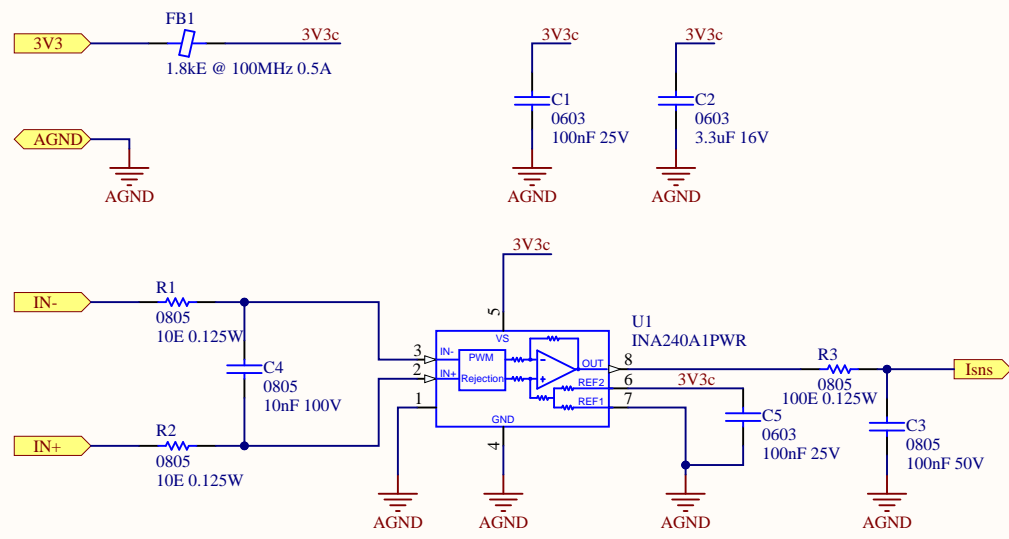 FB1
3V3
3V3c
1.8kE @ 100MHz 0.5A
3V3c
C1
0603
100nF 25V
3V3c
C2
0603
3.3uF 16V
AGND
AGND
AGND
AGND
3V3c
IN-
R1
0805
10E 0.125W
C4
0805
10nF 100V
IN+
R2
0805
10E 0.125W
5
VS
U1
INA240A1PWR
3
IN-
PWM
OUT
8
2
IN+
Rejection
REF2
6
3V3c
1
REF1
7
GND
4
C5
0603
100nF 25V
R3
0805
100E 0.125W
Isns
C3
0805
100nF 50V
AGND
AGND
AGND
AGND